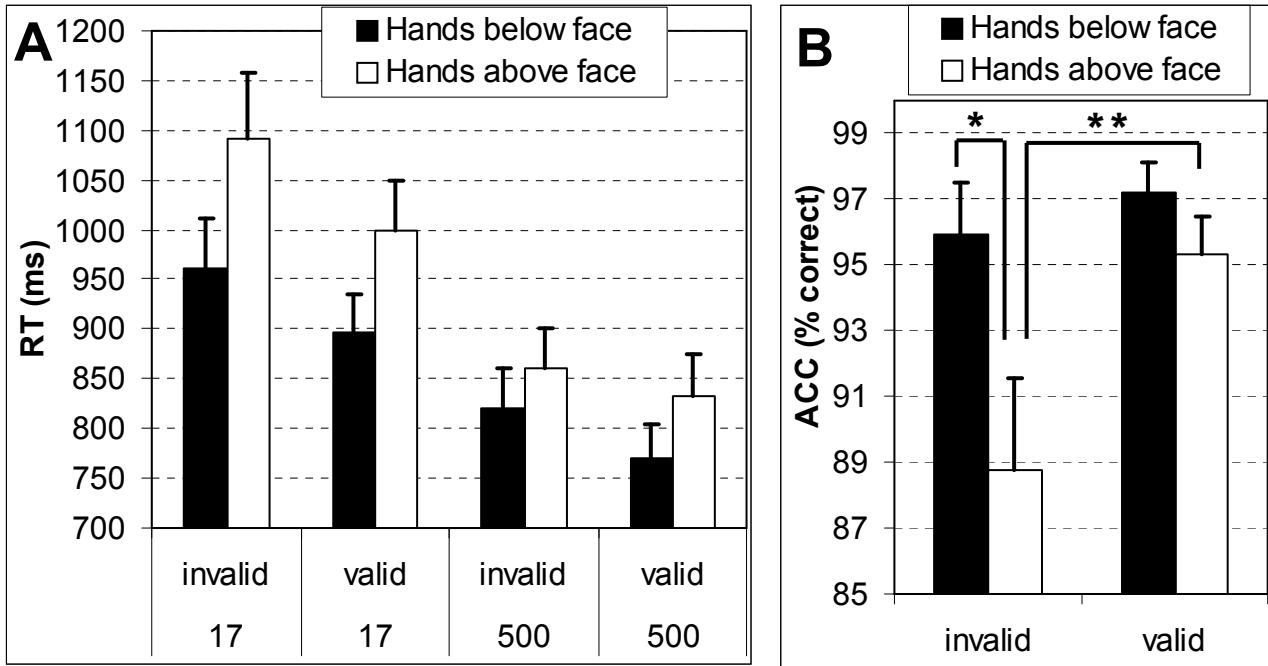 A
Hands below face
Hands above face
RT (ms)
1200
1150
1100
1050
1000
950
900
850
800
750
700
invalid valid invalid valid
17 17 500 500
B
Hands below face
Hands above face
ACC (% correct)
99
97
95
93
91
89
87
85
* **
invalid valid